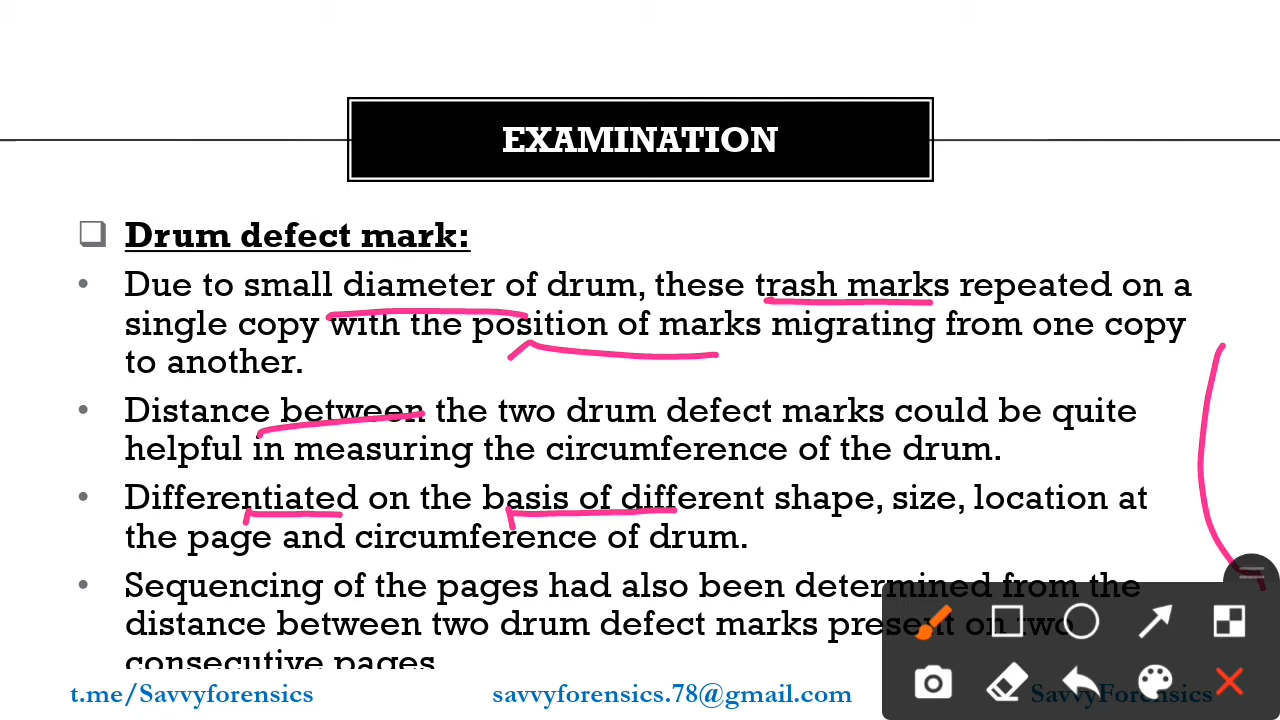 EXAMINATION
Drum defect mark:
Due to small diameter of drum, these trash marks repeated on a
single copy with the position of marks migrating from one copy
to another.
Distance between the two drum defect marks could be quite
helpful in measuring the circumference of the drum.
Differentiated on the basis of different shape, size, location at
the page and circumference of drum.
Sequencing of the pages had also been determined from the
distance between two drum defect marks present on two
consecutive pages
t.me/Savvyforensics savvyforensics.78@gmail.com SavvyForensics